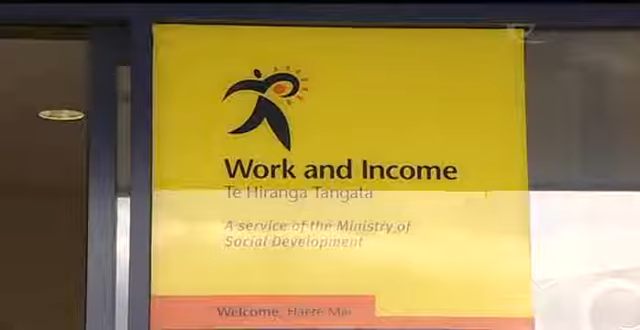 Work and Income
Te Hiranga Tangata
A service of the Ministry of
Social Development
Welcome, Haere Mai